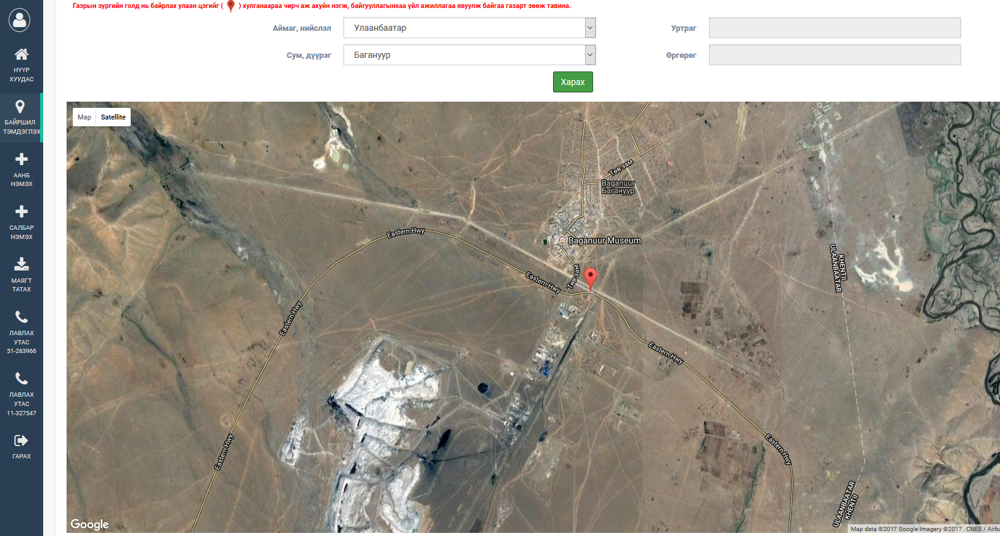 Газрын зургийн голд нь байрлах улаан цэгийг ( ) хулганаараа чирч аж ахуйн нэгж, байгууллагынхаа үйл ажиллагаа явуулж байгаа газарт зөөж тавина.
Аймаг, нийслэл
Улаанбаатар
Уртраг
Сум, дүүрэг
Багануур
Өргөрөг
Харах
НҮҮР
ХУУДАС
БАЙРШИЛ
ТЭМДЭГЛЭХ
ААНБ
НЭМЭХ
САЛБАР
НЭМЭХ
МАЯГТ
ТАТАХ
ЛАВЛАХ
УТАС
51-263966
ЛАВЛАХ
УТАС
11-327547
ГАРАХ
Map
Satellite
Төв зам
Baganuur
Багануур
Eastern Hwy
Baganuur Museum
KHENTII
ULAANBAATAR
Төв зам
Eastern Hwy
Eastern Hwy
Eastern Hwy
Eastern Hwy
Eastern Hwy
ULAANBAATAR
KHENTII
Google
Map data ©2017 Google Imagery ©2017 , CNES /